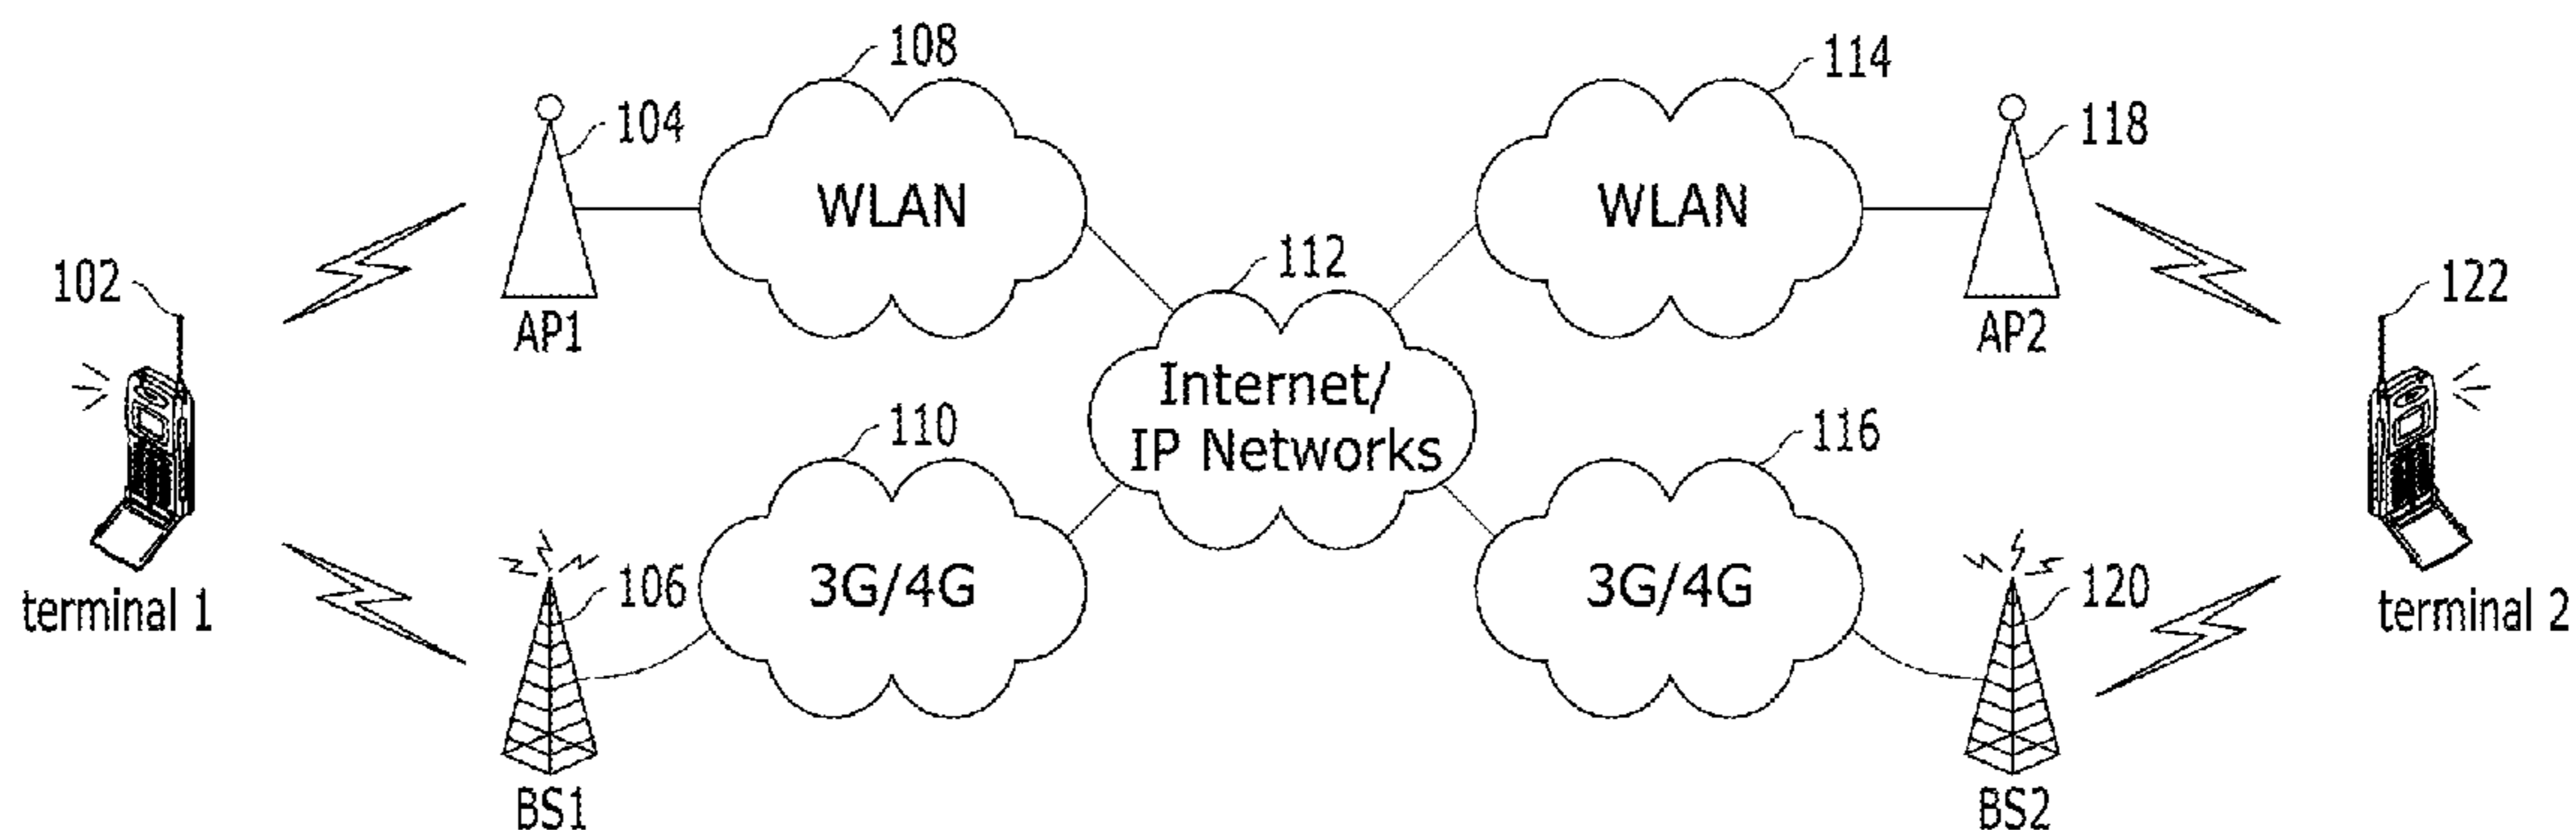 108
114
104
118
WLAN
WLAN
102
112
122
AP1
AP2
Internet/
IP Networks
110
116
3G/4G
3G/4G
106
120
terminal 1
terminal 2
BS1
BS2